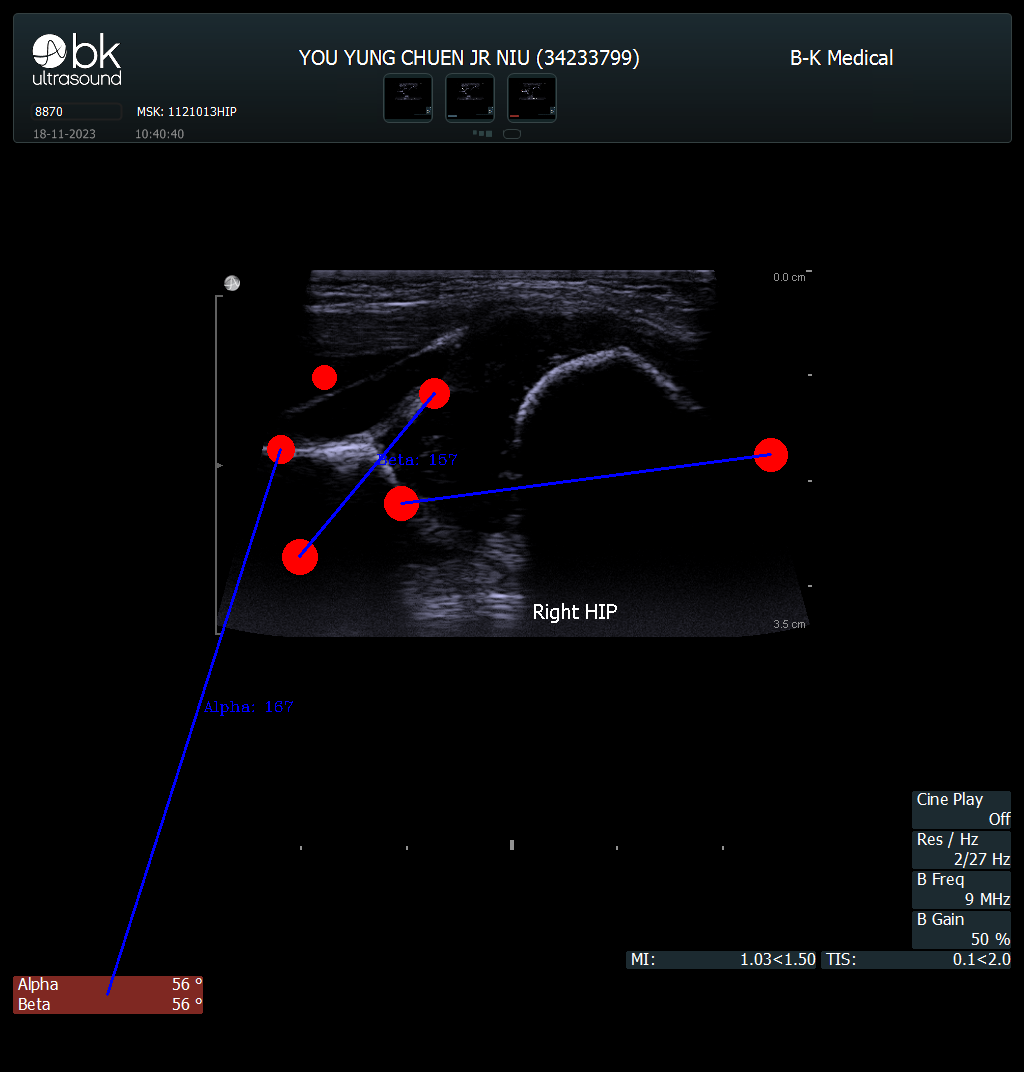 bk
ultrasound
YOU YUNG CHUEN JR NIU (34233799)
B-K Medical
8870
MSK: 1121013HIP
18-11-2023
10:40:40
0.0 cm
Beta: 157
Right HIP
3.5 cm
Alpha: 167
Cine Play
Off
Res / Hz
2/27 Hz
B Freq
9 MHz
B Gain
50 %
MI: 1.03<1.50
TIS: 0.1<2.0
Alpha 56 º
Beta 56 º